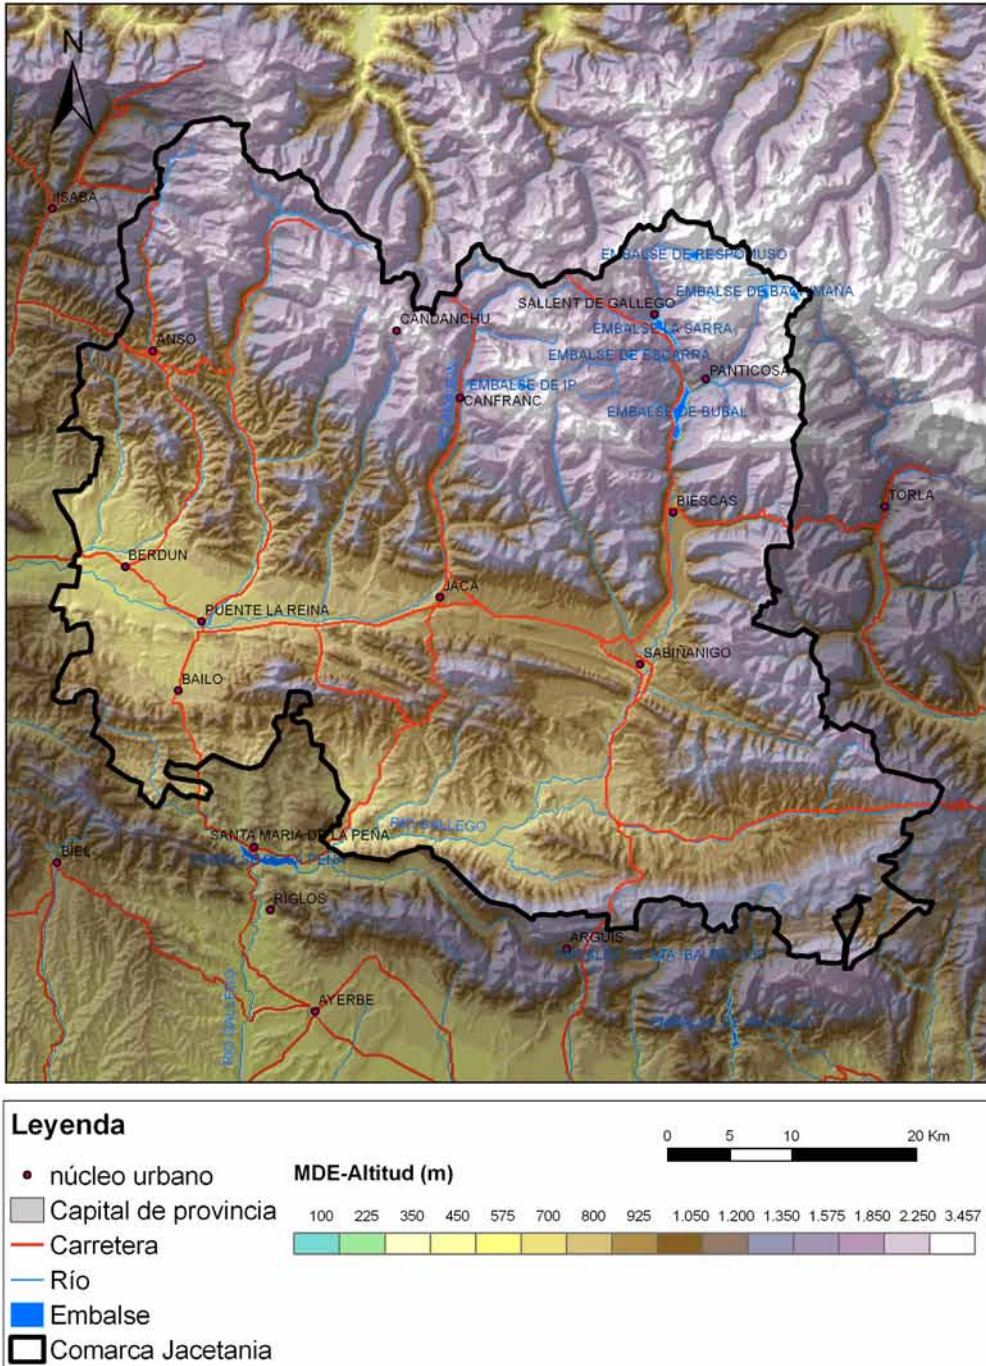 N
ISABA
EMBALSE DE RESPOMUSO
EMBALSE DE BACHIMANA
SALLENT DE GALLEGO
CANDANCHU
EMBALSE LA SARRA
ANSO
EMBALSE DE ESCARRA
PANTICOSA
EMBALSE DE IP
CANFRANC
EMBALSE DE BUBAL
TORLA
BIESCAS
BERDUN
JACA
PUENTE LA REINA
SABIÑANIGO
BAILO
RIO GALLEGO
SANTA MARIA DE LA PEÑA
BIEL
RIGLOS
ARGUIS
RIO GALLEGO
AYERBE
Leyenda
núcleo urbano
Capital de provincia
Carretera
Río
Embalse
Comarca Jacetania
0 5 10 20 Km
MDE-Altitud (m)
100 225 350 450 575 700 800 925 1.050 1.200 1.350 1.575 1.850 2.250 3.457